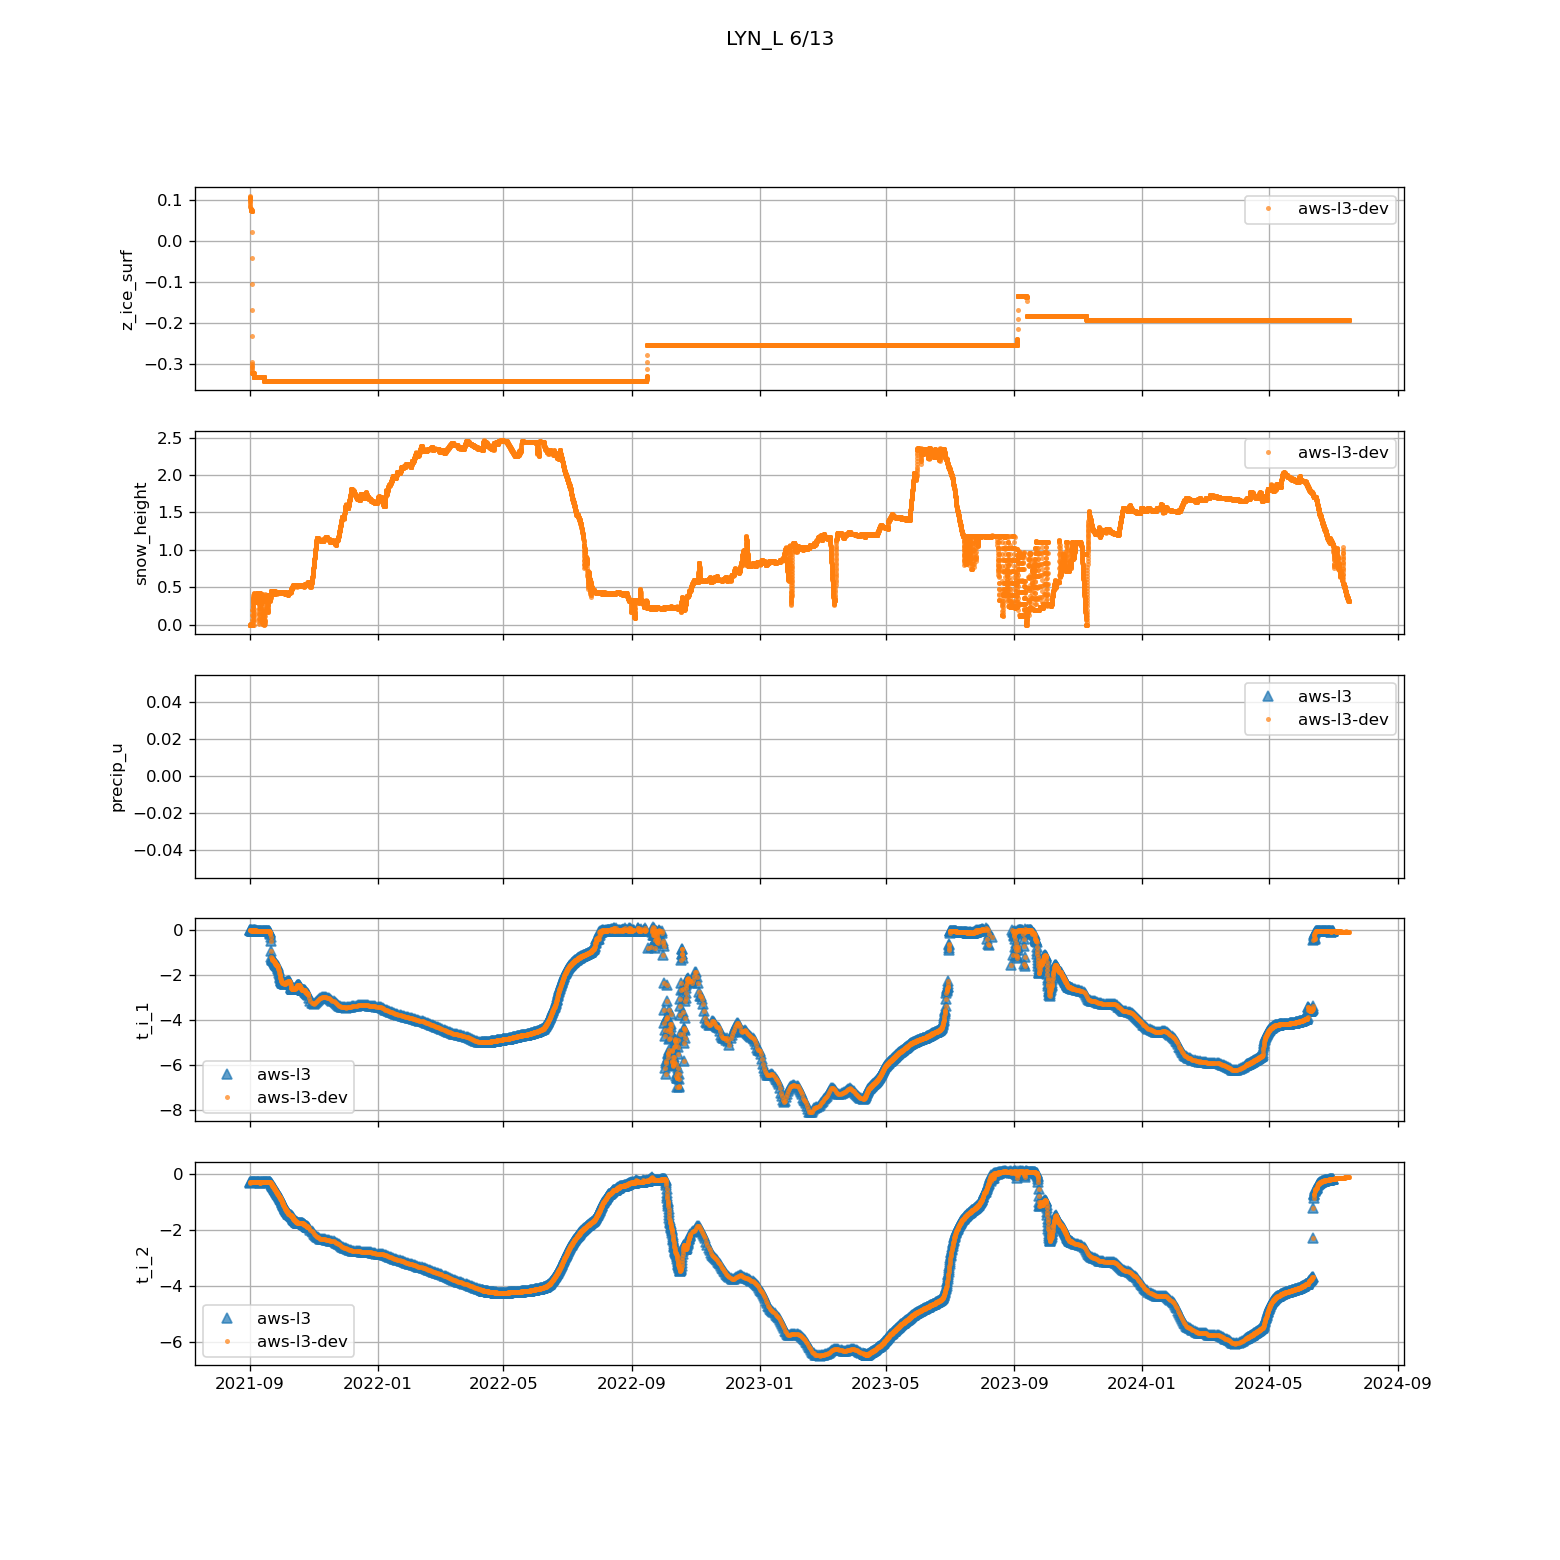 LYN_L 6/13
0.1
0.0
−0.1
−0.2
−0.3
z_ice_surf
aws-l3-dev
2.5
2.0
1.5
1.0
0.5
0.0
snow_height
aws-l3-dev
0.04
0.02
0.00
−0.02
−0.04
precip_u
aws-l3
aws-l3-dev
0
−2
−4
−6
−8
t_i_1
aws-l3
aws-l3-dev
0
−2
−4
−6
t_i_2
aws-l3
aws-l3-dev
2021-09 2022-01 2022-05 2022-09 2023-01 2023-05 2023-09 2024-01 2024-05 2024-09